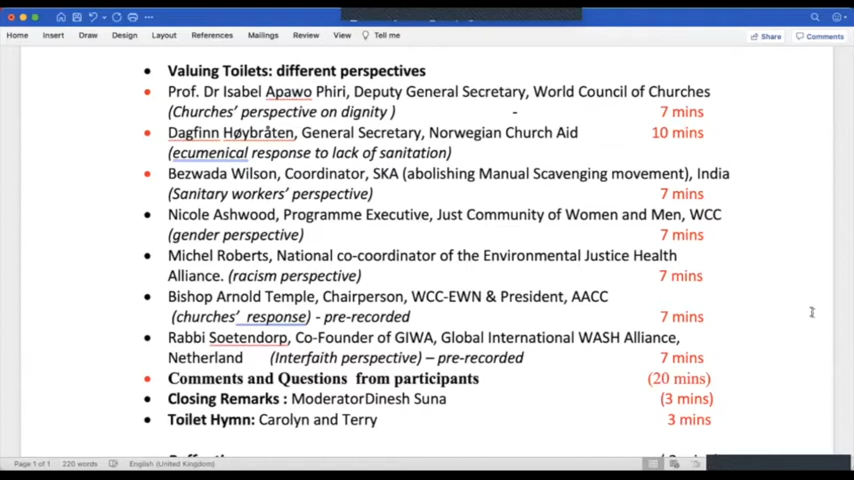 Home Insert Draw Design Layout References Mailings Review View Tell me Share Comments
Valuing Toilets: different perspectives
Prof. Dr Isabel Apawo Phiri, Deputy General Secretary, World Council of Churches
(Churches' perspective on dignity ) - 7 mins
Dagfinn Høybråten, General Secretary, Norwegian Church Aid 10 mins
(ecumenical response to lack of sanitation)
Bezwada Wilson, Coordinator, SKA (abolishing Manual Scavenging movement), India
(Sanitary workers' perspective) 7 mins
Nicole Ashwood, Programme Executive, Just Community of Women and Men, WCC
(gender perspective) 7 mins
Michel Roberts, National co-coordinator of the Environmental Justice Health
Alliance. (racism perspective) 7 mins
Bishop Arnold Temple, Chairperson, WCC-EWN & President, AACC
(churches' response) - pre-recorded 7 mins
Rabbi Soetendorp, Co-Founder of GIWA, Global International WASH Alliance,
Netherland (Interfaith perspective) – pre-recorded 7 mins
Comments and Questions from participants (20 mins)
Closing Remarks : ModeratorDinesh Suna (3 mins)
Toilet Hymn: Carolyn and Terry 3 mins
Page 1 of 1 220 words English (United Kingdom)